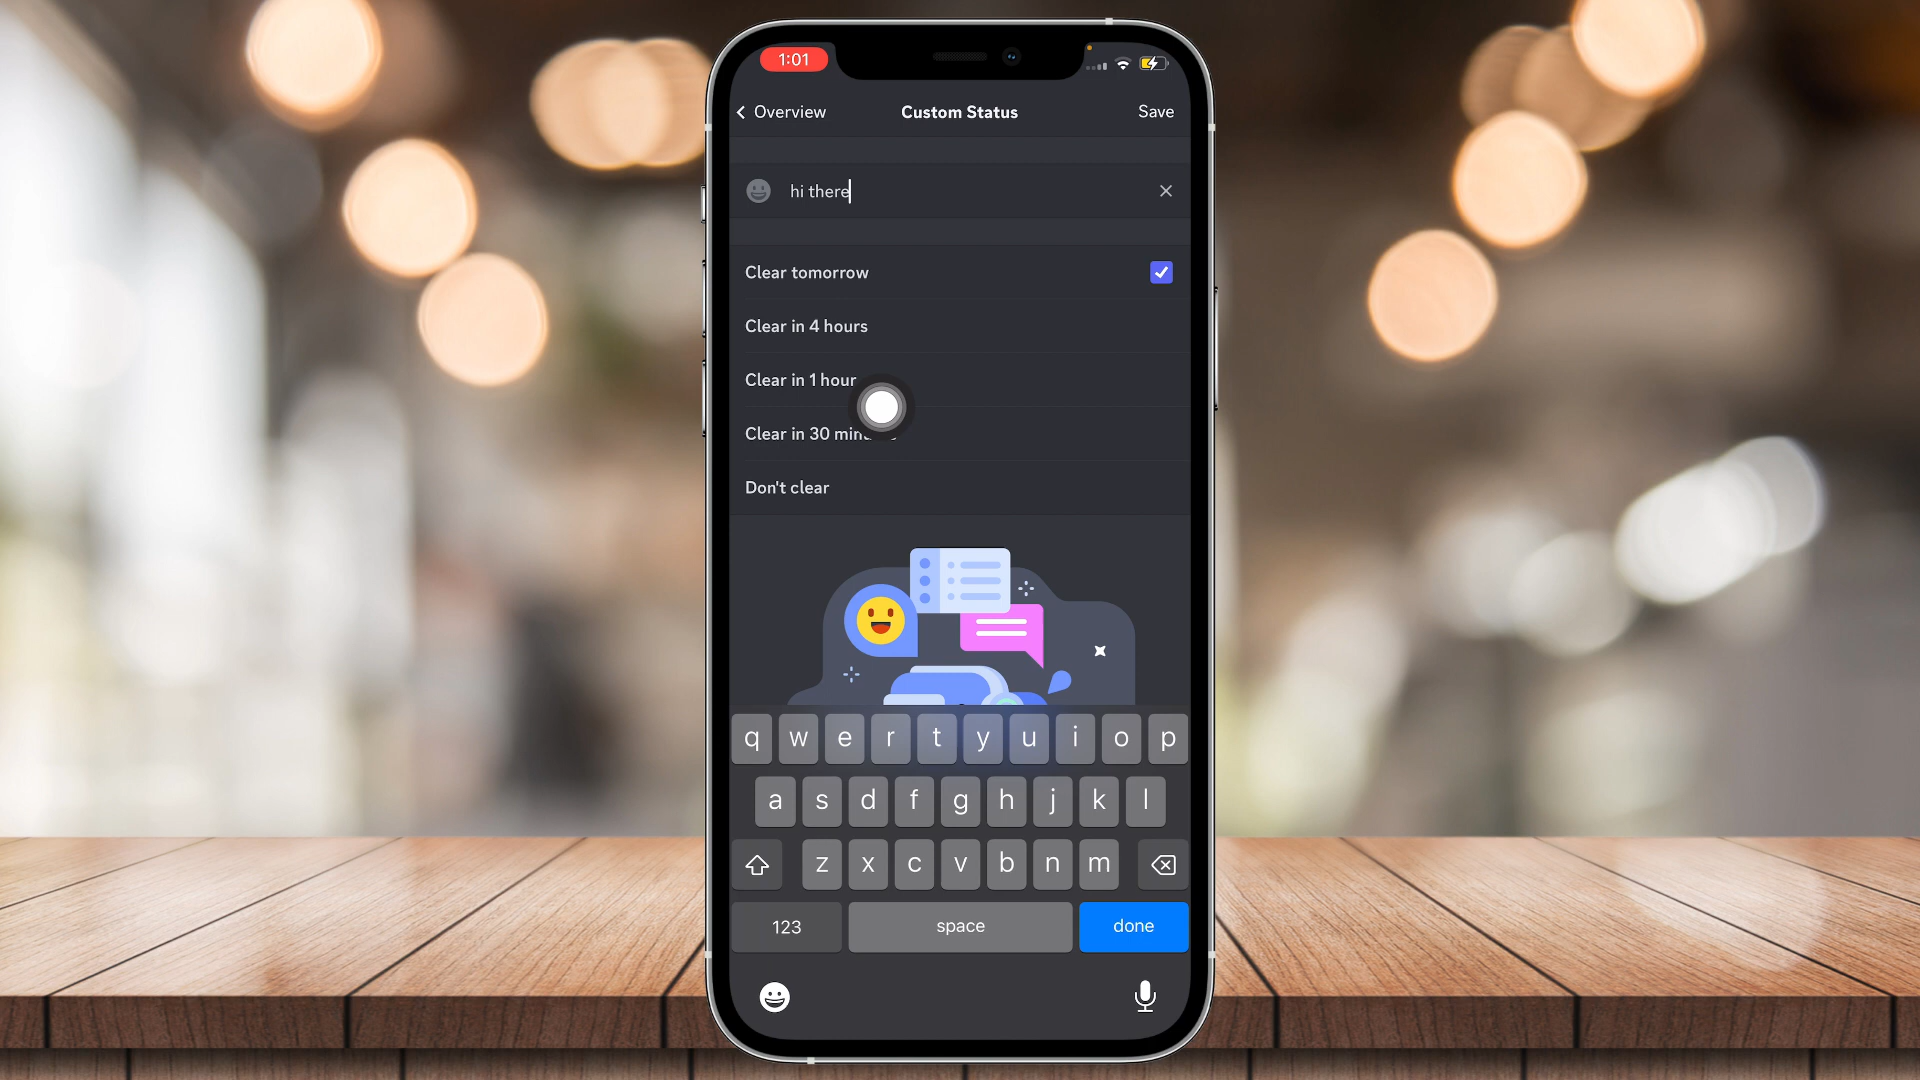 1:01
Overview
Custom Status
Save
hi there
Clear tomorrow
Clear in 4 hours
Clear in 1 hour
Clear in 30
Don't clear
q w e r t y u i o p
a s d f g h j k l
z x c v b n m
123
space
done